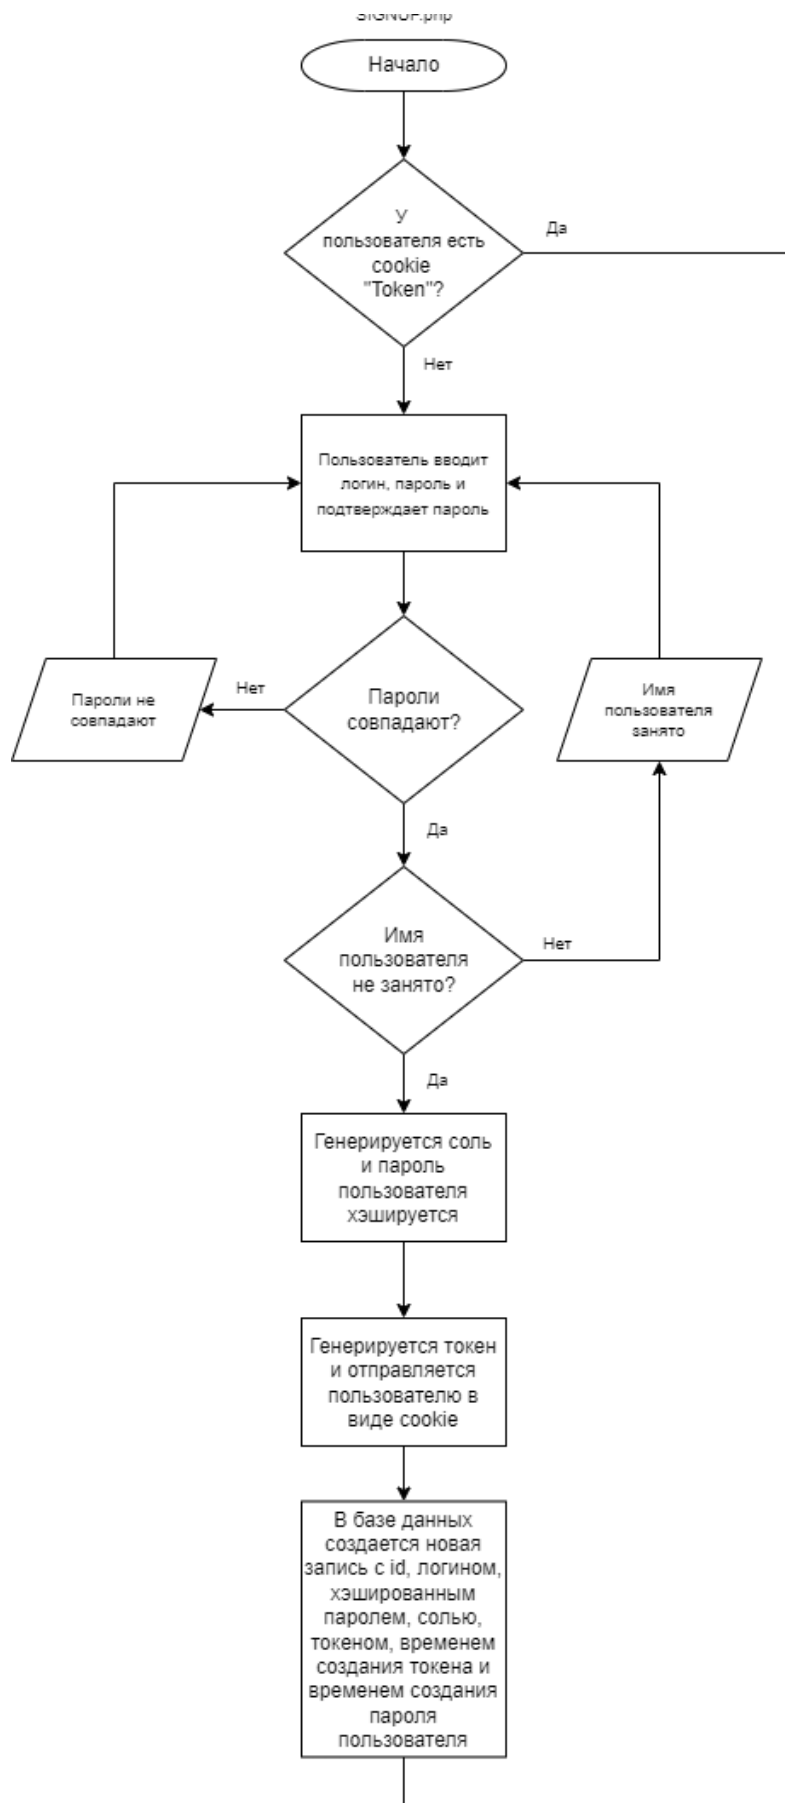 SIGNUP.php
Начало
У
пользователя есть
cookie
"Token"?
Да
Нет
Пользователь вводит
логин, пароль и
подтверждает пароль
Пароли не
совпадают
Нет
Пароли
совпадают?
Имя
пользователя
занято
Да
Имя
пользователя
не занято?
Нет
Да
Генерируется соль
и пароль
пользователя
хэшируется
Генерируется токен
и отправляется
пользователю в
виде cookie
В базе данных
создается новая
запись с id, логином,
хэшированным
паролем, солью,
токеном, временем
создания токена и
временем создания
пароля
пользователя